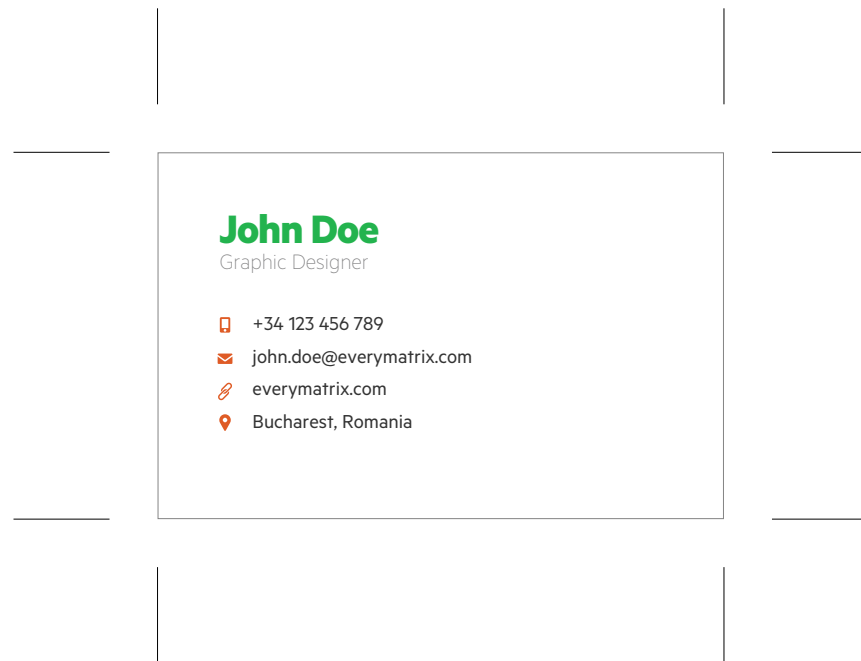 John Doe
Graphic Designer
+34 123 456 789
john.doe@everymatrix.com
everymatrix.com
Bucharest, Romania